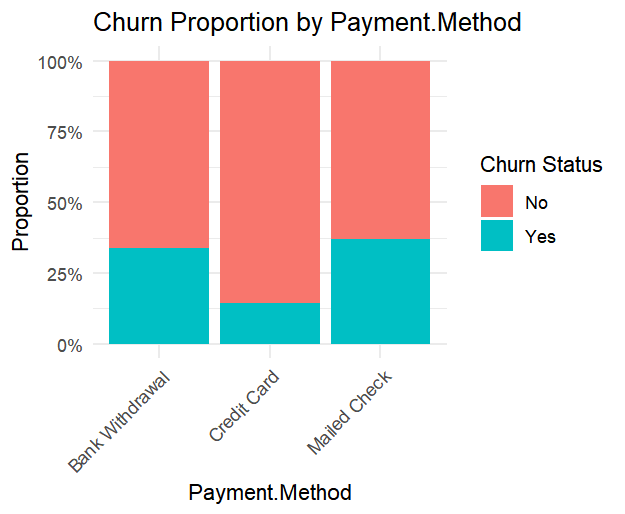 Churn Proportion by Payment.Method
100%
75%
50%
25%
0%
Proportion
Bank Withdrawal
Credit Card
Mailed Check
Payment.Method
Churn Status
No
Yes